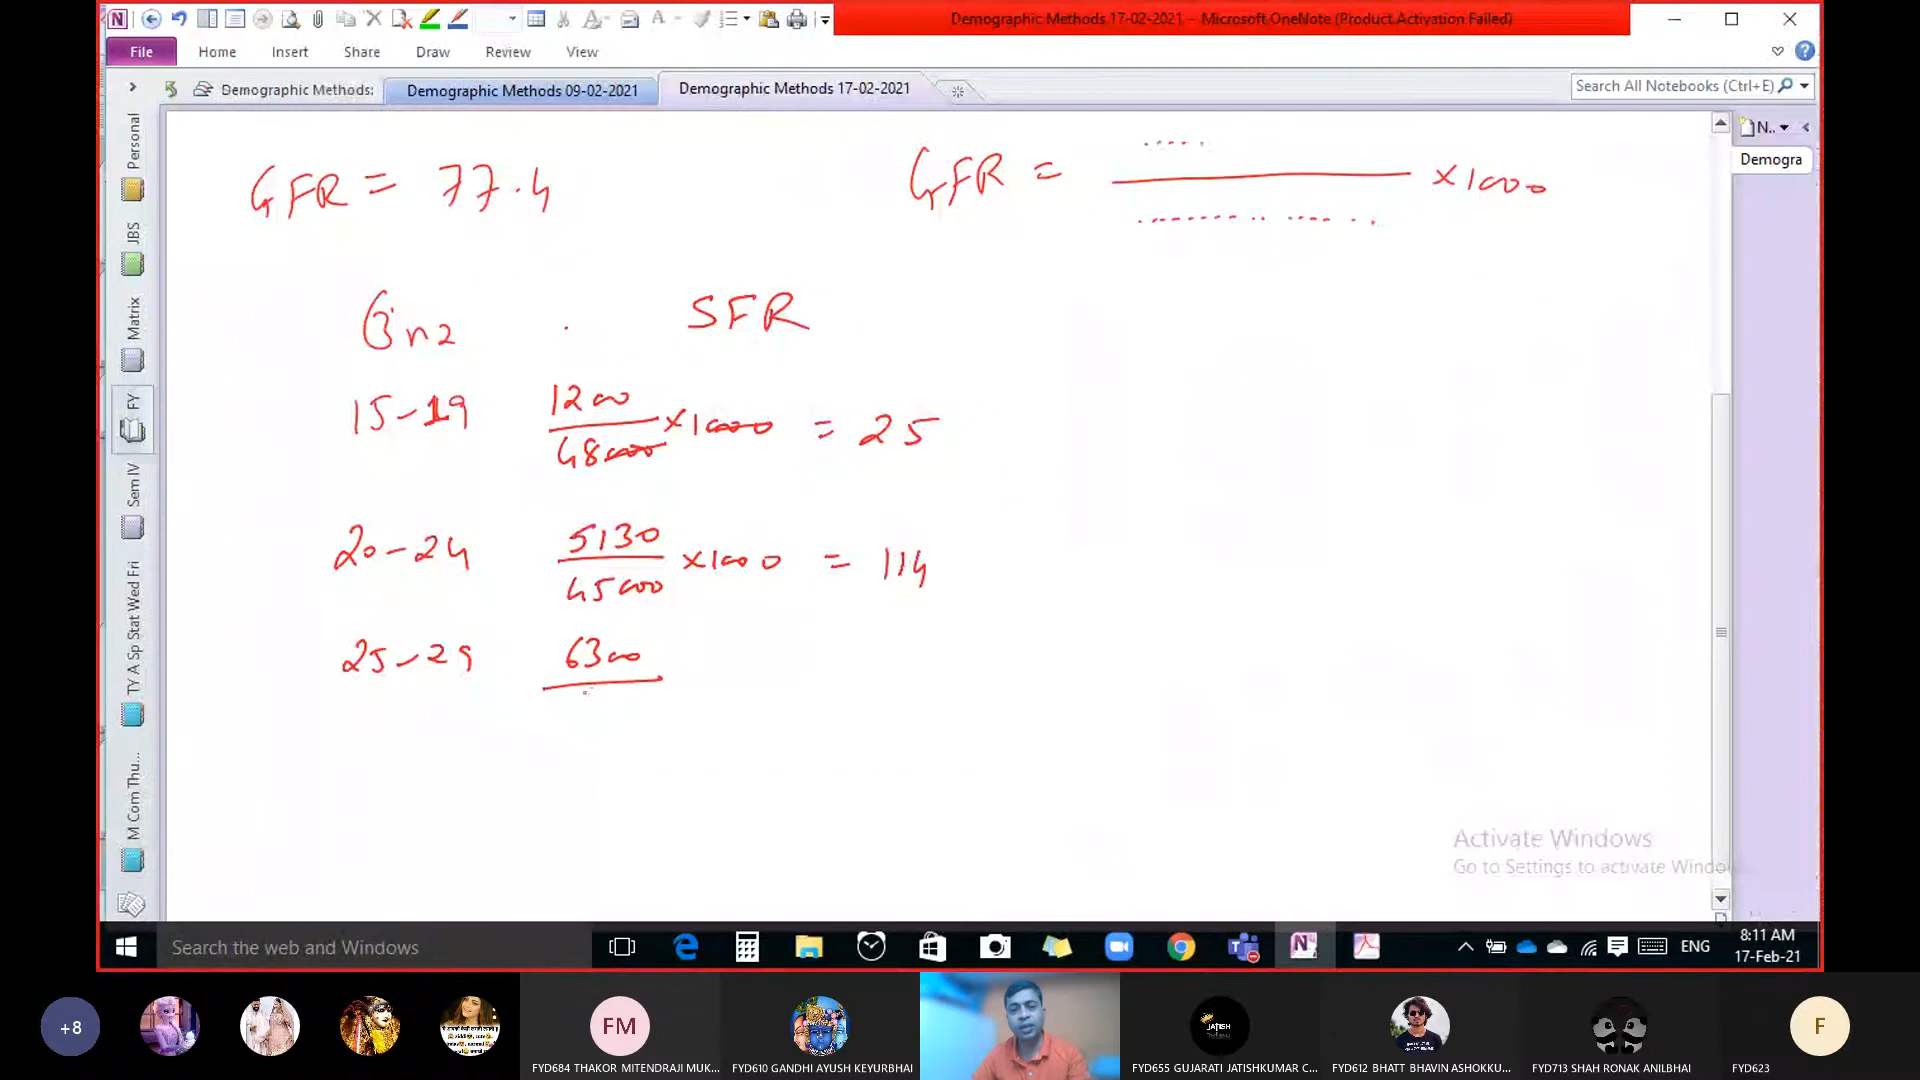 Demographic Methods 17-02-2021 – Microsoft OneNote (Product Activation Failed)
File Home Insert Share Draw Review View
Demographic Methods: Demographic Methods 09-02-2021 Demographic Methods 17-02-2021
Search All Notebooks (Ctrl+E)
N..
Demogra
Personal
JBS
Matrix
FY
Sem IV
TY A Sp Stat Wed Fri
M Com Thu...
GFR = 77.4
GFR = ――― ×1000
SFR
15-19 1200/48000 ×1000 = 25
20-24 5130/45000 ×1000 = 114
25-29 6300
Activate Windows
Go to Settings to activate Windo
Search the web and Windows
ENG
8:11 AM
17-Feb-21
+8
FM
FYD684 THAKOR MITENDRAJI MUK...
FYD610 GANDHI AYUSH KEYURBHAI
JATISH
FYD655 GUJARATI JATISHKUMAR C...
FYD612 BHATT BHAVIN ASHOKKU...
FYD713 SHAH RONAK ANILBHAI
F
FYD623